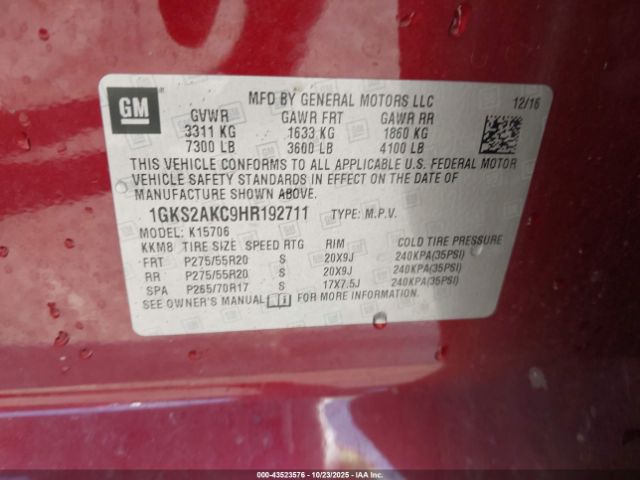 GM
MFD BY GENERAL MOTORS LLC
12/16
GVWR GAWR FRT GAWR RR
3311 KG 1633 KG 1860 KG
7300 LB 3600 LB 4100 LB
THIS VEHICLE CONFORMS TO ALL APPLICABLE U.S. FEDERAL MOTOR
VEHICLE SAFETY STANDARDS IN EFFECT ON THE DATE OF
MANUFACTURE SHOWN ABOVE.
1GKS2AKC9HR192711 TYPE: M.P.V.
MODEL: K15706
KKM8 TIRE SIZE SPEED RTG RIM COLD TIRE PRESSURE
FRT P275/55R20 S 20X9J 240KPA(35PSI)
RR P275/55R20 S 20X9J 240KPA(35PSI)
SPA P265/70R17 S 17X7.5J 240KPA(35PSI)
SEE OWNER'S MANUAL FOR MORE INFORMATION.
000-43523576 | 10/23/2025 | IAAI.COM